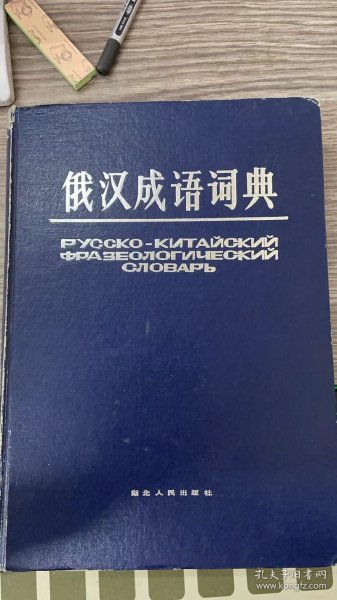 俄汉成语词典
РУССКО-КИТАЙСКИЙ
ФРАЗЕОЛОГИЧЕСКИЙ
СЛОВАРЬ
湖北人民出版社
孔夫子旧书网
www.kongfz.com